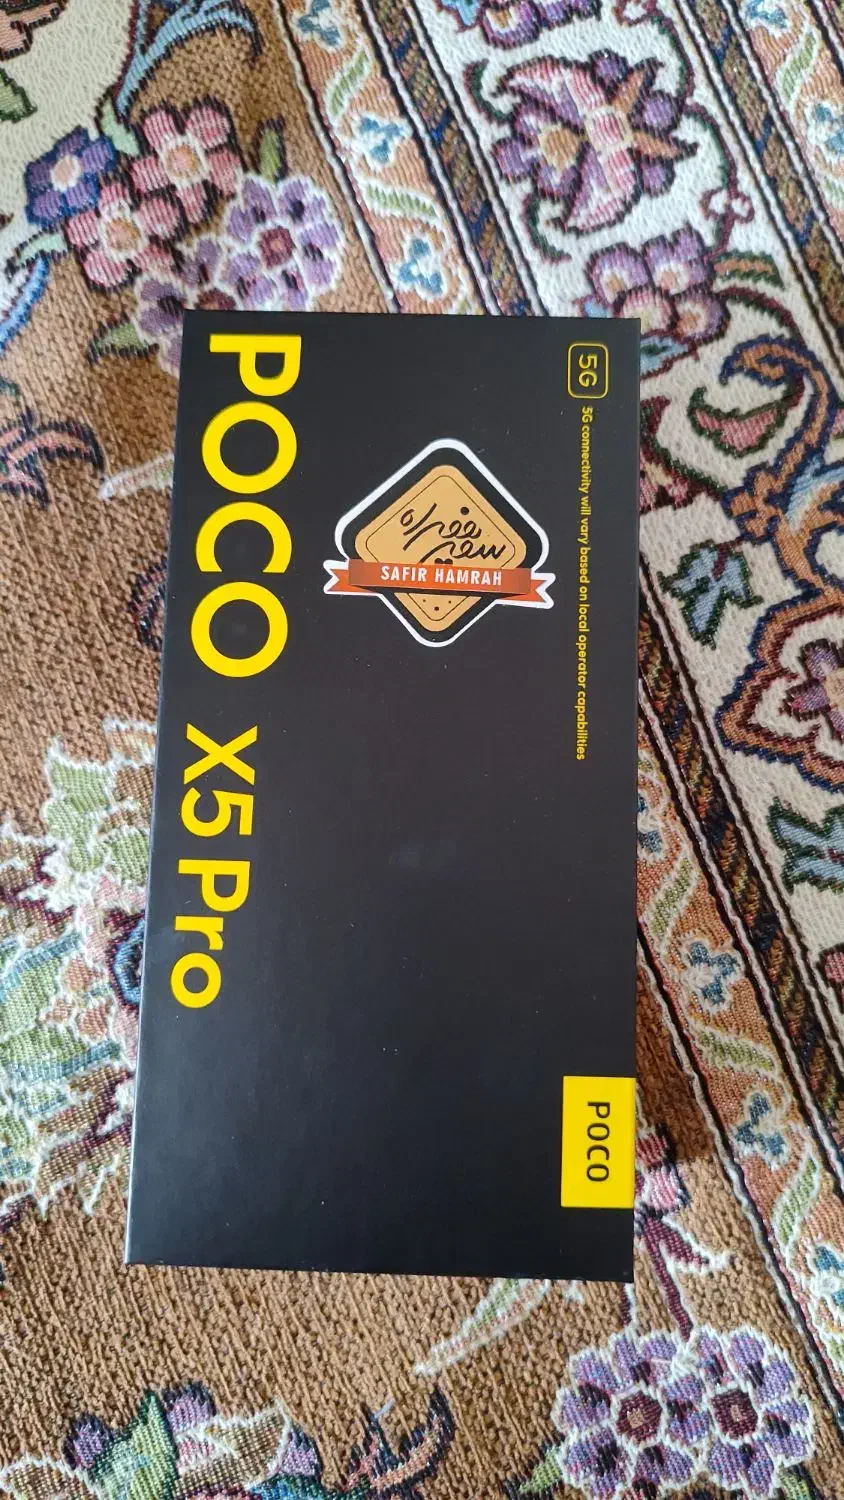 5G
5G connectivity will vary based on local operator capabilities
POCO
سفیر همراه
SAFIR HAMRAH
POCO X5 Pro